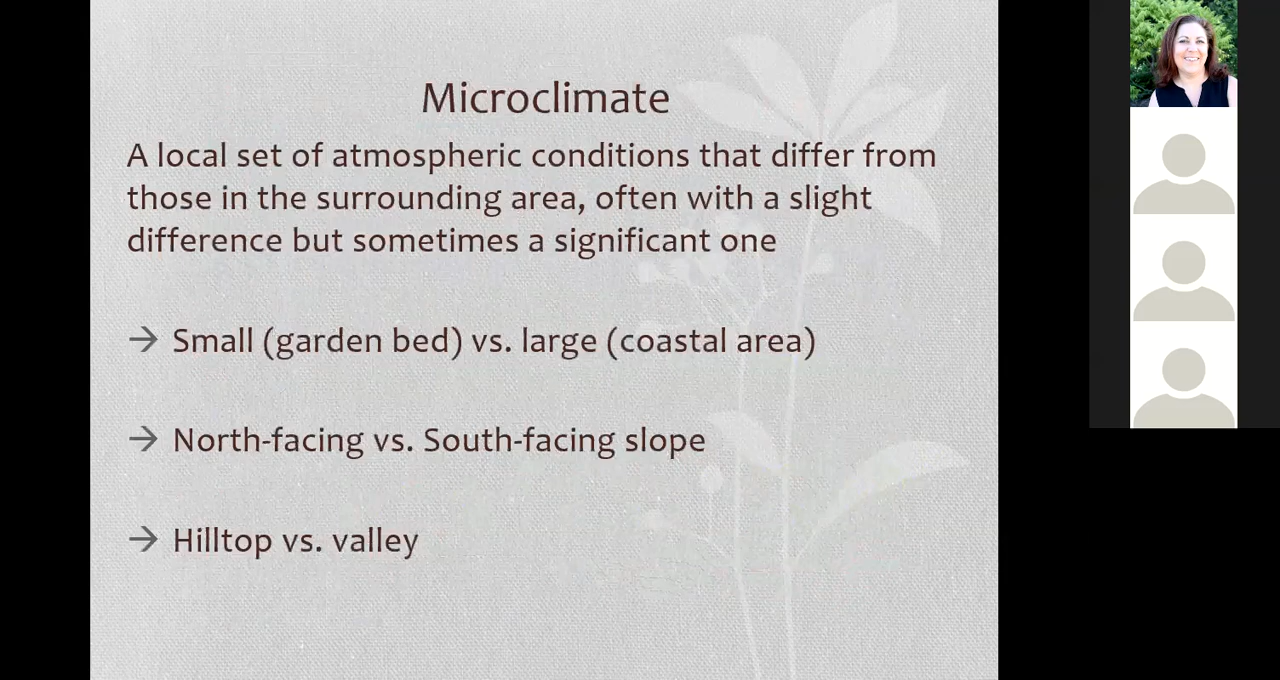 Microclimate
A local set of atmospheric conditions that differ from
those in the surrounding area, often with a slight
difference but sometimes a significant one
→ Small (garden bed) vs. large (coastal area)
→ North-facing vs. South-facing slope
→ Hilltop vs. valley